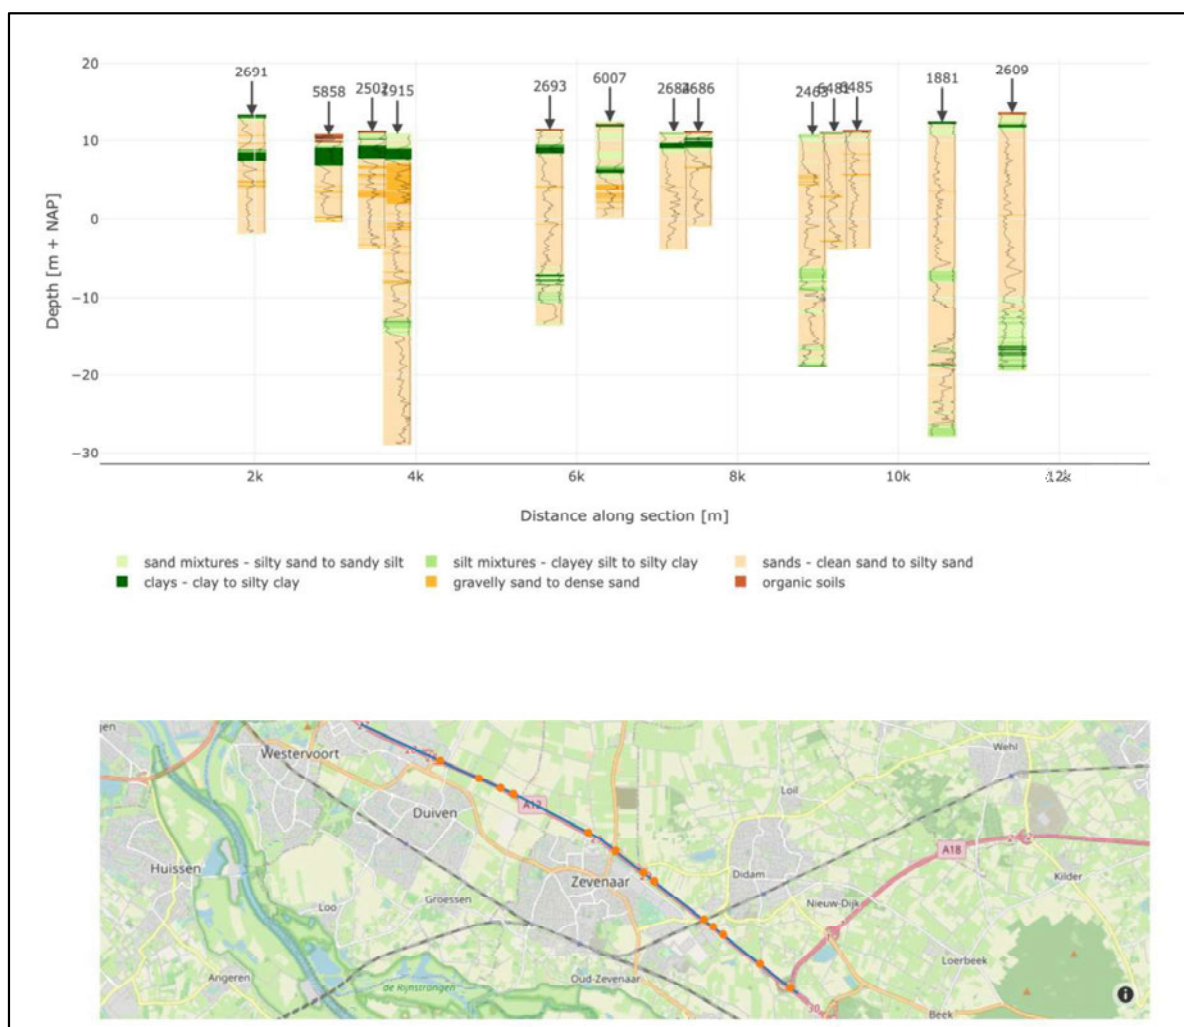 20
10
0
−10
−20
−30
Depth [m + NAP]
2691
5858
2502
1915
2693
6007
2686
2463
6481
6485
1881
2609
2k
4k
6k
8k
10k
12k
Distance along section [m]
sand mixtures - silty sand to sandy silt
silt mixtures - clayey silt to silty clay
sands - clean sand to silty sand
clays - clay to silty clay
gravelly sand to dense sand
organic soils
gen
Westervoort
Wehl
Loil
A12
Duiven
A18
Huissen
Zevenaar
Didam
Kilder
Groessen
Loo
Nieuw-Dijk
Loerbeek
Angeren
Oud-Zevenaar
de Rijnstrangen
30
Beek